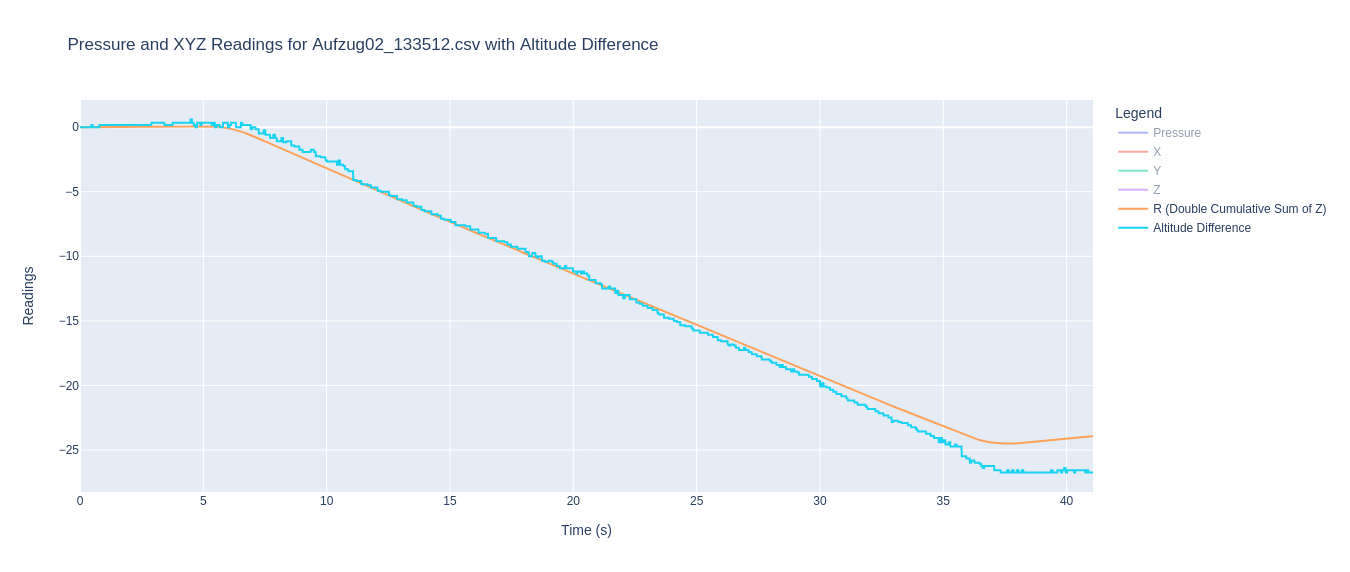 Pressure and XYZ Readings for Aufzug02_133512.csv with Altitude Difference
Legend
Pressure
X
Y
Z
R (Double Cumulative Sum of Z)
Altitude Difference
Readings
0
−5
−10
−15
−20
−25
0 5 10 15 20 25 30 35 40
Time (s)